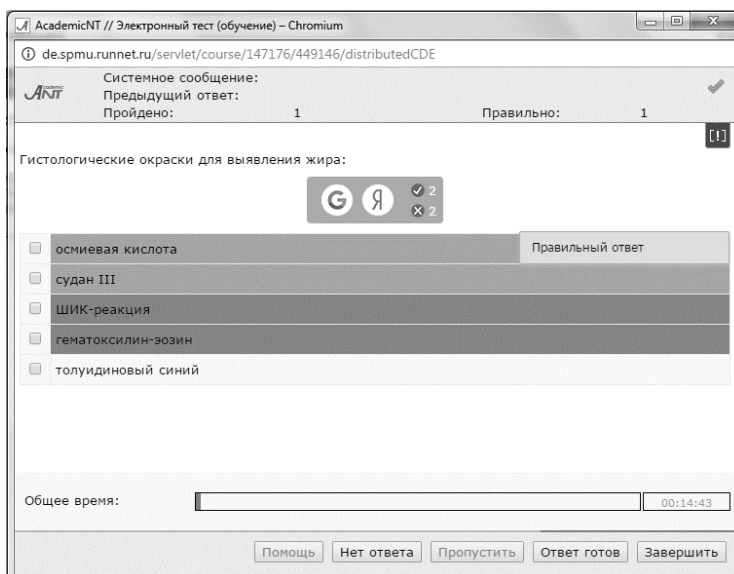 AcademicNT // Электронный тест (обучение) – Chromium
de.spmu.runnet.ru/servlet/course/147176/449146/distributedCDE
Academic NT
Системное сообщение:
Предыдущий ответ:
Пройдено: 1 Правильно: 1
[!]
Гистологические окраски для выявления жира:
G Я 2
2
осмиевая кислота Правильный ответ
судан III
ШИК-реакция
гематоксилин-эозин
толуидиновый синий
Общее время: 00:14:43
Помощь Нет ответа Пропустить Ответ готов Завершить